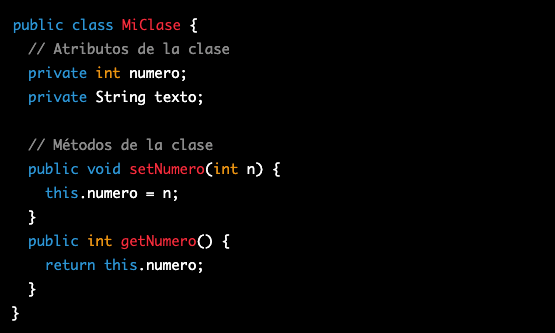 public class MiClase {
  // Atributos de la clase
  private int numero;
  private String texto;

  // Métodos de la clase
  public void setNumero(int n) {
    this.numero = n;
  }
  public int getNumero() {
    return this.numero;
  }
}